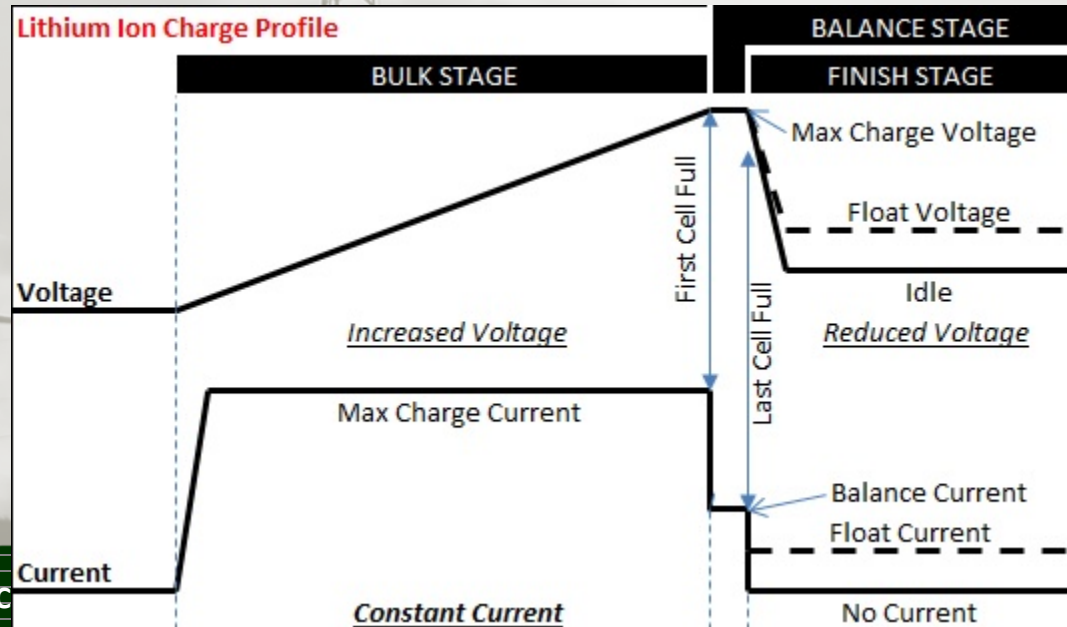 Lithium Ion Charge Profile
BALANCE STAGE
BULK STAGE
FINISH STAGE
Max Charge Voltage
First Cell Full
Float Voltage
Voltage
Last Cell Full
Idle
Increased Voltage
Reduced Voltage
Max Charge Current
Balance Current
Float Current
Current
Constant Current
No Current